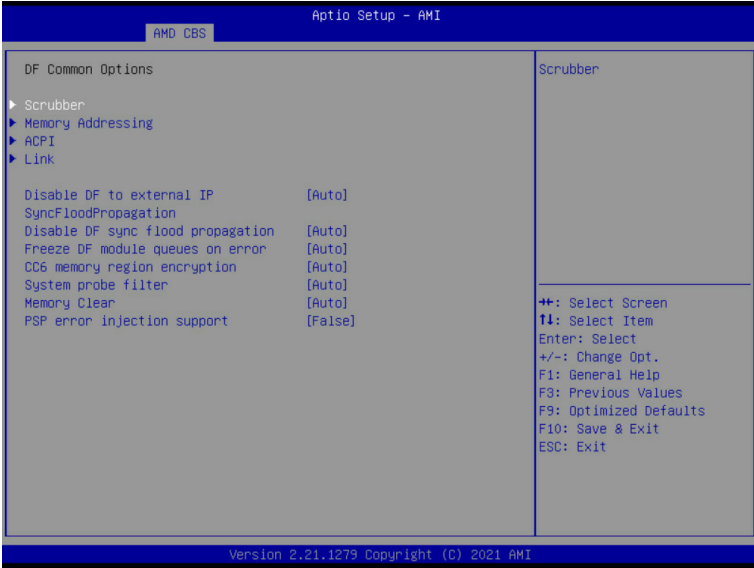 Aptio Setup – AMI
AMD CBS
DF Common Options
Scrubber
Memory Addressing
ACPI
Link
Disable DF to external IP [Auto]
SyncFloodPropagation
Disable DF sync flood propagation [Auto]
Freeze DF module queues on error [Auto]
CC6 memory region encryption [Auto]
System probe filter [Auto]
Memory Clear [Auto]
PSP error injection support [False]
Scrubber
→←: Select Screen
↑↓: Select Item
Enter: Select
+/-: Change Opt.
F1: General Help
F3: Previous Values
F9: Optimized Defaults
F10: Save & Exit
ESC: Exit
Version 2.21.1279 Copyright (C) 2021 AMI